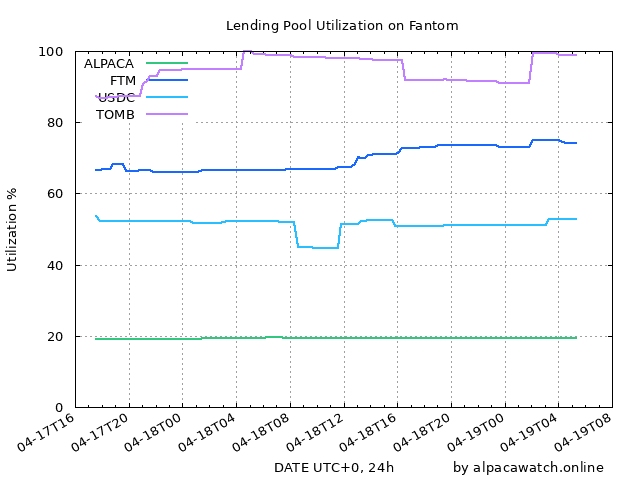 Lending Pool Utilization on Fantom
100
80
60
40
20
0
Utilization %
ALPACA
FTM
USDC
TOMB
04-17T16
04-17T20
04-18T00
04-18T04
04-18T08
04-18T12
04-18T16
04-18T20
04-19T00
04-19T04
04-19T08
DATE UTC+0, 24h
by alpacawatch.online